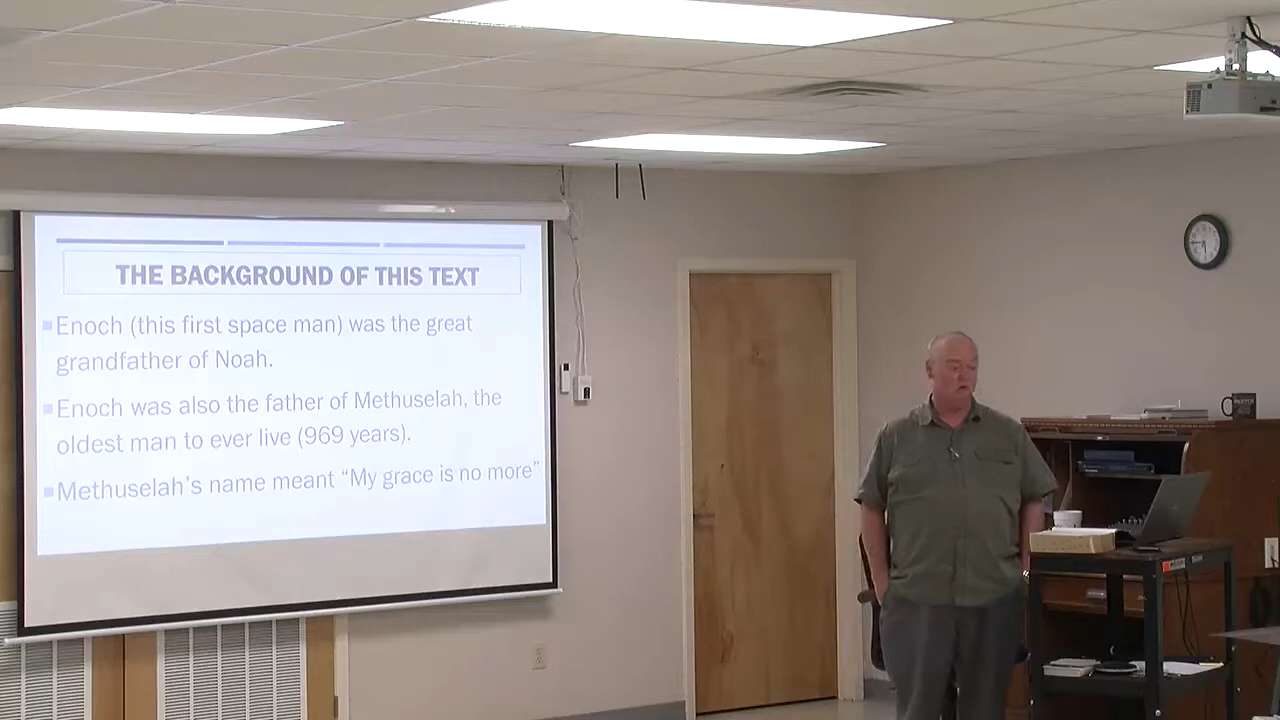 THE BACKGROUND OF THIS TEXT
Enoch (this first space man) was the great
grandfather of Noah.
Enoch was also the father of Methuselah, the
oldest man to ever live (969 years).
Methuselah's name meant “My grace is no more”